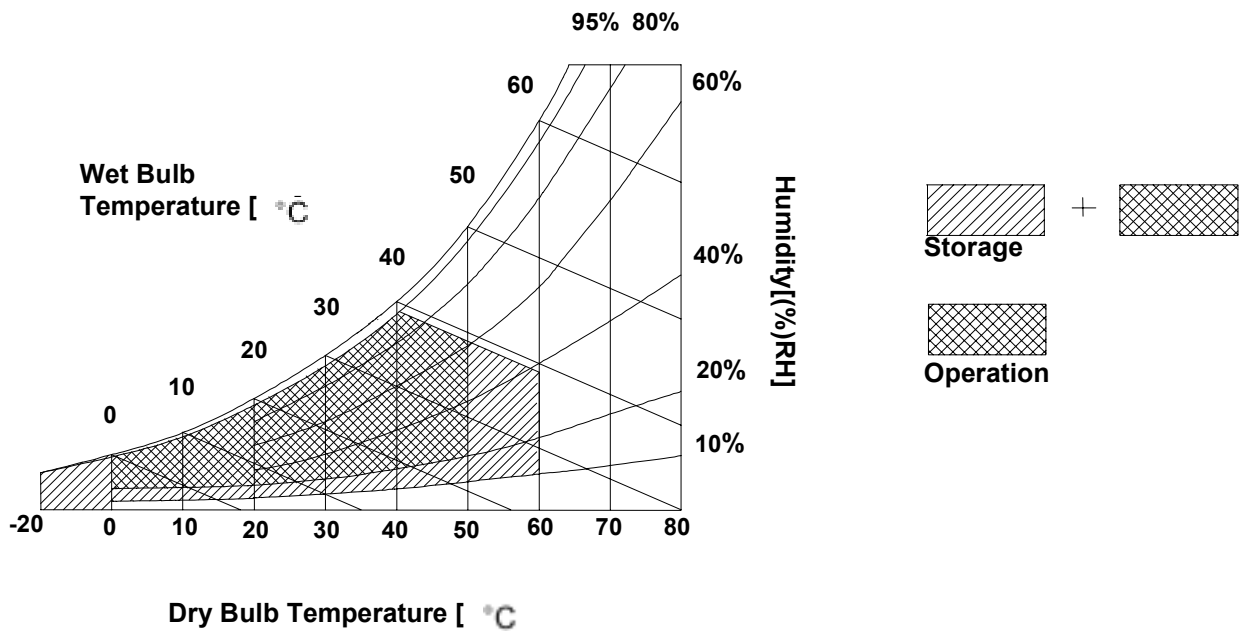 95% 80%
60
60%
Wet Bulb
Temperature [ °C
50
Humidity[(%)RH]
Storage
+
40
40%
30
20
20%
Operation
10
0
10%
-20 0 10 20 30 40 50 60 70 80
Dry Bulb Temperature [ °C